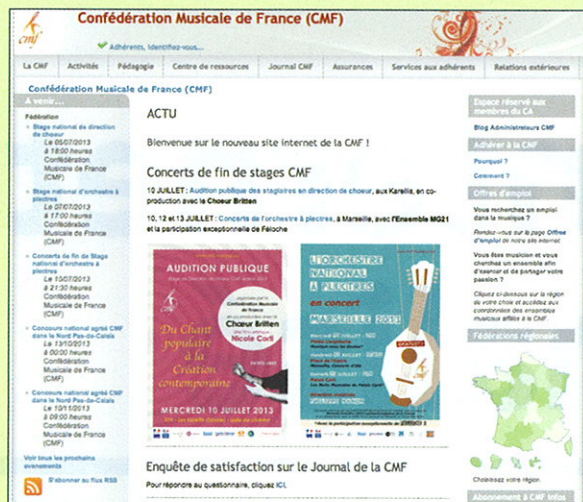 Confédération Musicale de France (CMF)
cmf
Adhérents, identifiez-vous...
La CMF
Activités
Pédagogie
Centre de ressources
Journal CMF
Assurances
Services aux adhérents
Relations extérieures
Confédération Musicale de France (CMF)
A venir...
Fédération
Stage national de direction
de choeur
Le 05/07/2013
à 18:00 heures
Confédération
Musicale de France
(CMF)
Stage national d'orchestre à
plectres
Le 07/07/2013
à 17:00 heures
Confédération
Musicale de France
(CMF)
Concerts de fin de Stage
national d'orchestre à
plectres
Le 10/07/2013
à 21:30 heures
Confédération
Musicale de France
(CMF)
Concours national agréé CMF
dans le Nord Pas-de-Calais
Le 13/10/2013
à 00:00 heures
Confédération
Musicale de France
(CMF)
Concours national agréé CMF
dans le Nord Pas-de-Calais
Le 10/11/2013
à 09:00 heures
Confédération
Musicale de France
(CMF)
Voir tous les prochains
évenements
S'abonner au flux RSS
ACTU
Bienvenue sur le nouveau site internet de la CMF !
Concerts de fin de stages CMF
10 JUILLET : Audition publique des stagiaires en direction de choeur, aux Karellis, en co-
production avec le Choeur Britten
10, 12 et 13 JUILLET : Concerts de l'orchestre à plectres, à Marseille, avec l'Ensemble MG21
et la participation exceptionnelle de Féloche
AUDITION PUBLIQUE
Confédération Musicale
de France
Chœur Britten
Nicole Corti
Du Chant
populaire
à la
Création
contemporaine
MERCREDI 10 JUILLET 2013
L'ORCHESTRE
NATIONAL
A PLECTRES
en concert
MARSEILLE 2013
Enquête de satisfaction sur le Journal de la CMF
Pour répondre au questionnaire, cliquez ICI.
Espace réservé aux
membres du CA
Blog Administrateurs CMF
Adhérer à la CMF
Pourquoi ?
Comment ?
Offres d'emploi
Vous recherchez un emploi
dans la musique ?
Rendez-vous sur la page Offres
d'emploi de notre site internet
Vous êtes musicien et vous
cherchez un ensemble afin
d'exercer et de partager votre
passion ?
Cliquez ci-dessous sur la région
de votre choix et accédez aux
coordonnées des ensembles
musicaux affiliés à la CMF.
Fédérations régionales
Choisissez votre région.
Abonnement à CMF Infos